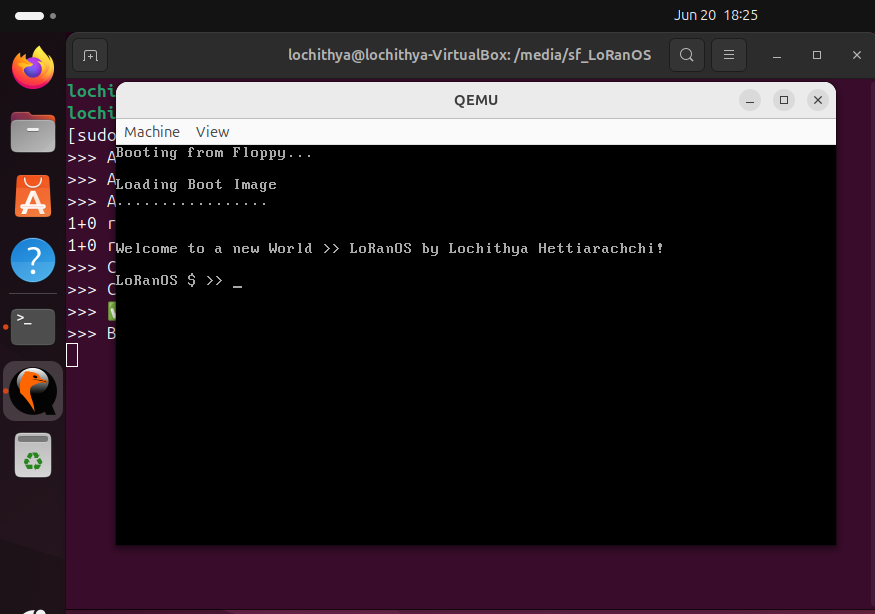 Jun 20 18:25
lochithya@lochithya-VirtualBox: /media/sf_LoRanOS
lochi
lochi
[sudo
>>> A
>>> A
>>> A
1+0 r
1+0 r
>>> C
>>> C
>>>
>>> B
QEMU
Machine View
Booting from Floppy...
Loading Boot Image
.................
Welcome to a new World >> LoRanOS by Lochithya Hettiarachchi!
LoRanOS $ >> _